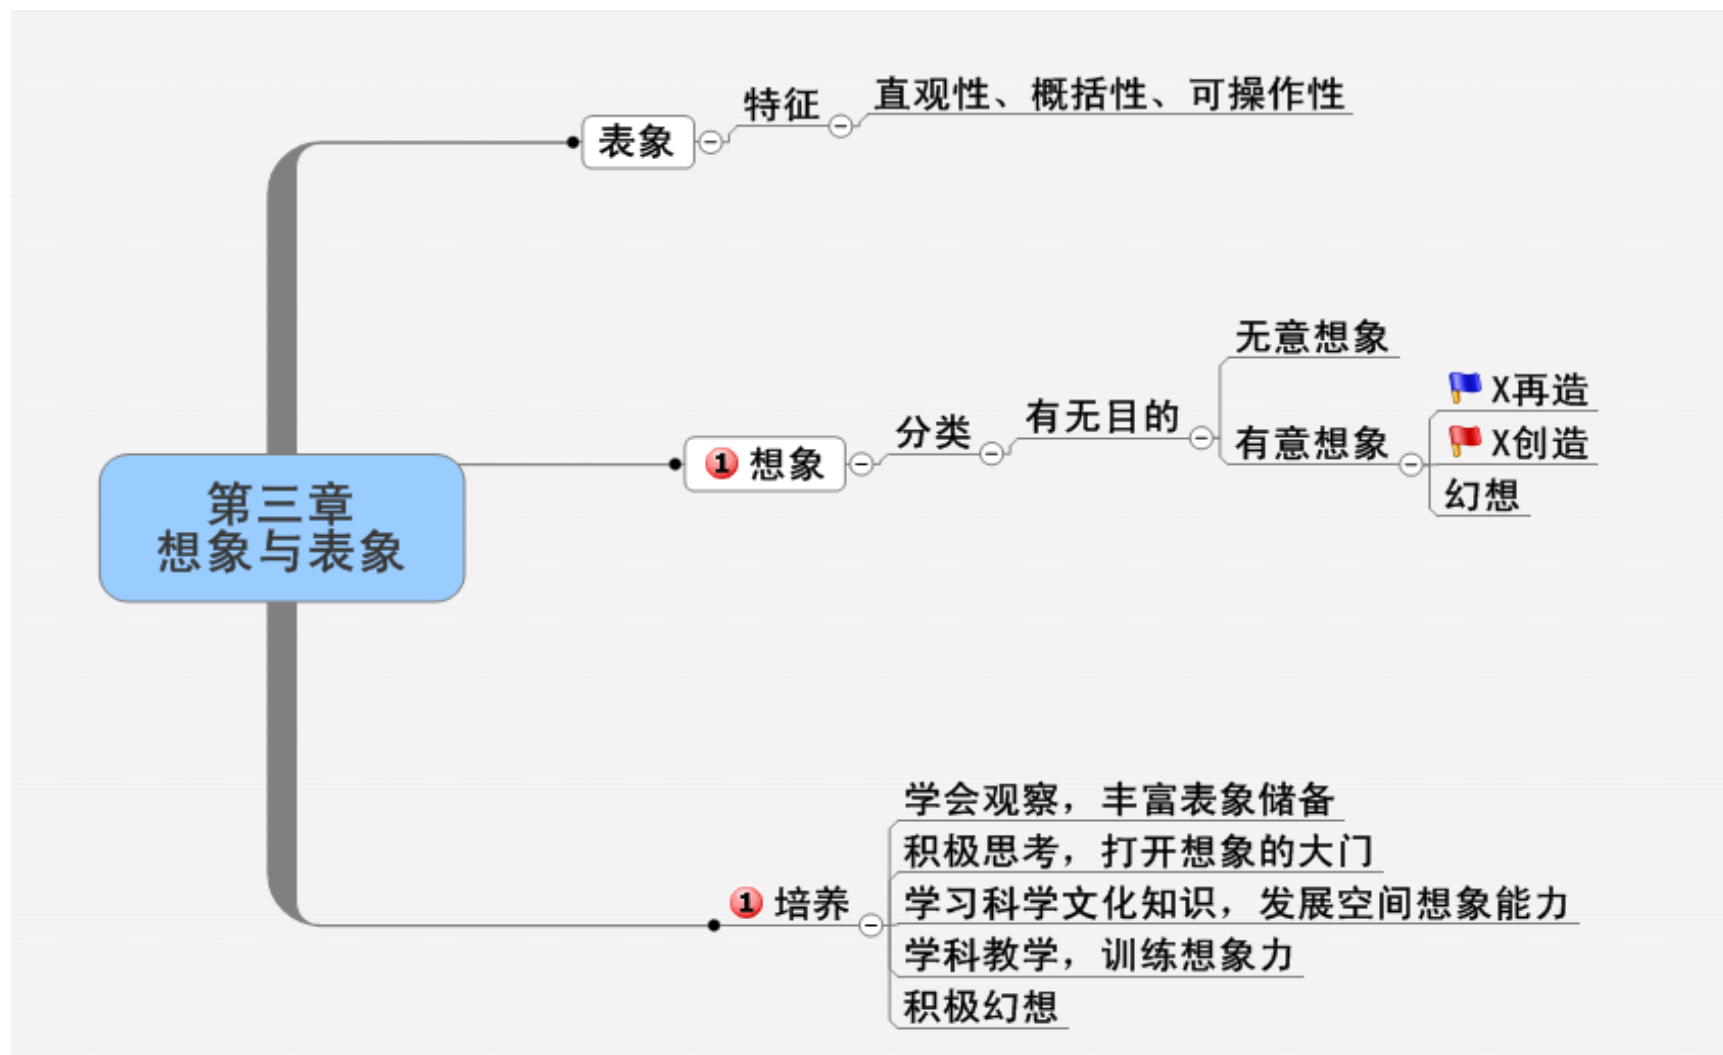 第三章
想象与表象
表象
特征
直观性、概括性、可操作性
1 想象
分类
有无目的
无意想象
有意想象
X再造
X创造
幻想
1 培养
学会观察，丰富表象储备
积极思考，打开想象的大门
学习科学文化知识，发展空间想象能力
学科教学，训练想象力
积极幻想